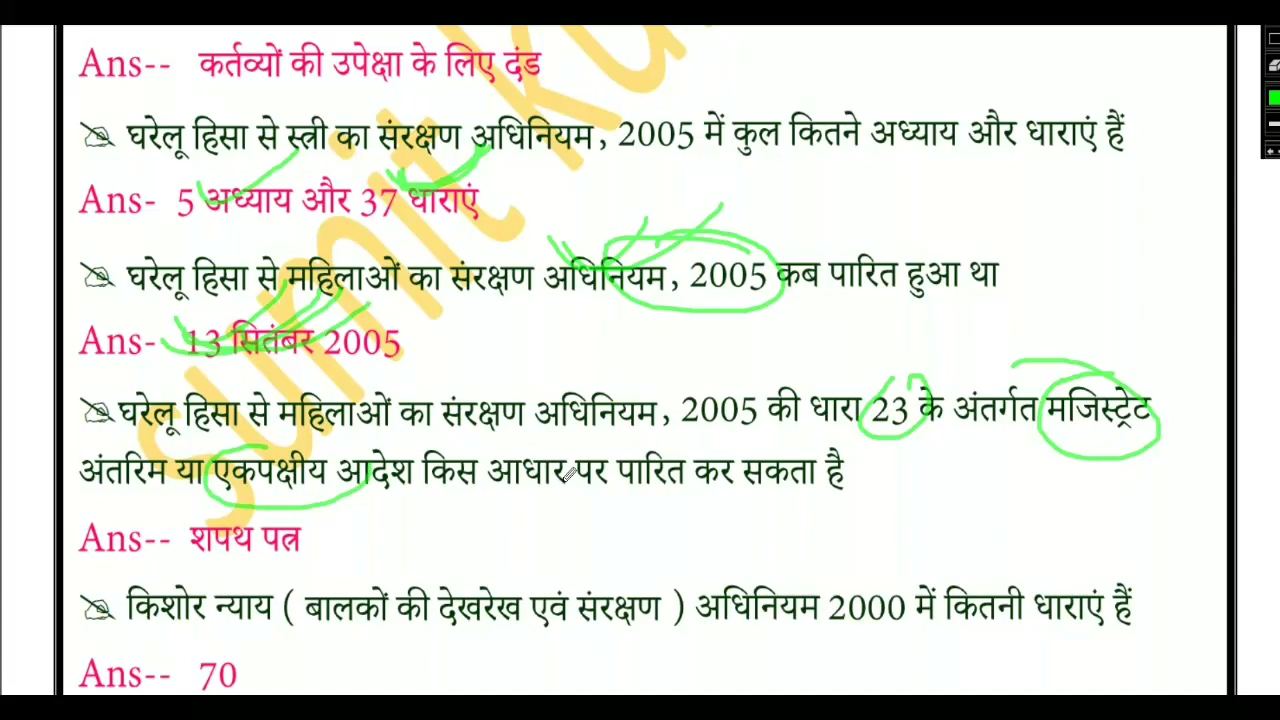 Ans-- कर्तव्यों की उपेक्षा के लिए दंड
घरेलू हिसा से स्त्री का संरक्षण अधिनियम, 2005 में कुल कितने अध्याय और धाराएं हैं
Ans- 5 अध्याय और 37 धाराएं
घरेलू हिसा से महिलाओं का संरक्षण अधिनियम, 2005 कब पारित हुआ था
Ans- 13 सितंबर 2005
घरेलू हिसा से महिलाओं का संरक्षण अधिनियम, 2005 की धारा 23 के अंतर्गत मजिस्ट्रेट
अंतरिम या एकपक्षीय आदेश किस आधार पर पारित कर सकता है
Ans-- शपथ पत्र
किशोर न्याय ( बालकों की देखरेख एवं संरक्षण ) अधिनियम 2000 में कितनी धाराएं हैं
Ans-- 70
sumit